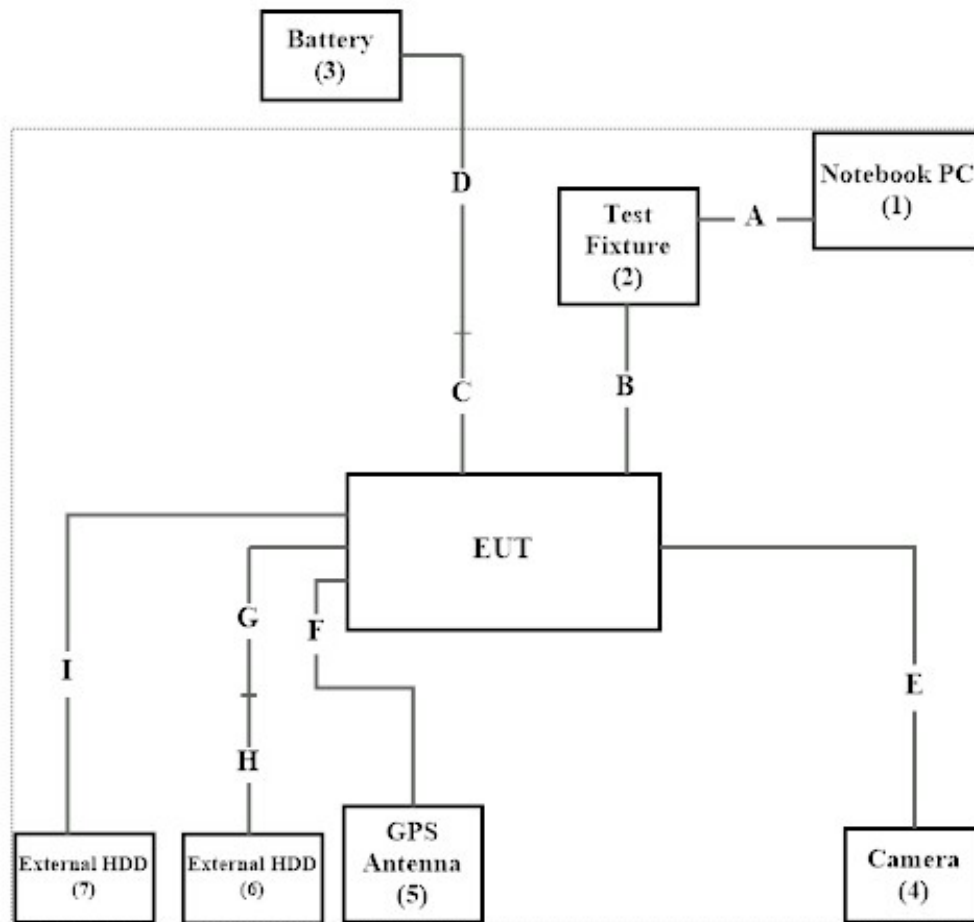 Battery
(3)
D
Notebook PC
(1)
Test
Fixture
(2)
A
C
B
EUT
G
F
I
E
H
External HDD
(7)
External HDD
(6)
GPS
Antenna
(5)
Camera
(4)